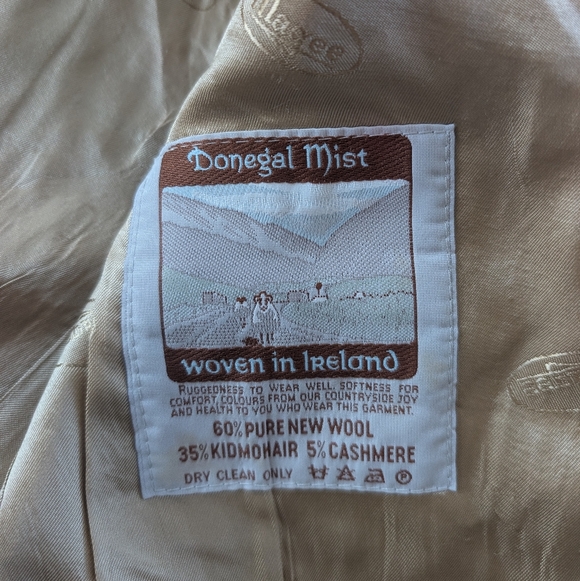 Donegal Mist
woven in Ireland
RUGGEDNESS TO WEAR WELL. SOFTNESS FOR
COMFORT. COLOURS FROM OUR COUNTRYSIDE JOY
AND HEALTH TO YOU WHO WEAR THIS GARMENT.
60% PURE NEW WOOL
35% KIDMOHAIR 5% CASHMERE
DRY CLEAN ONLY P